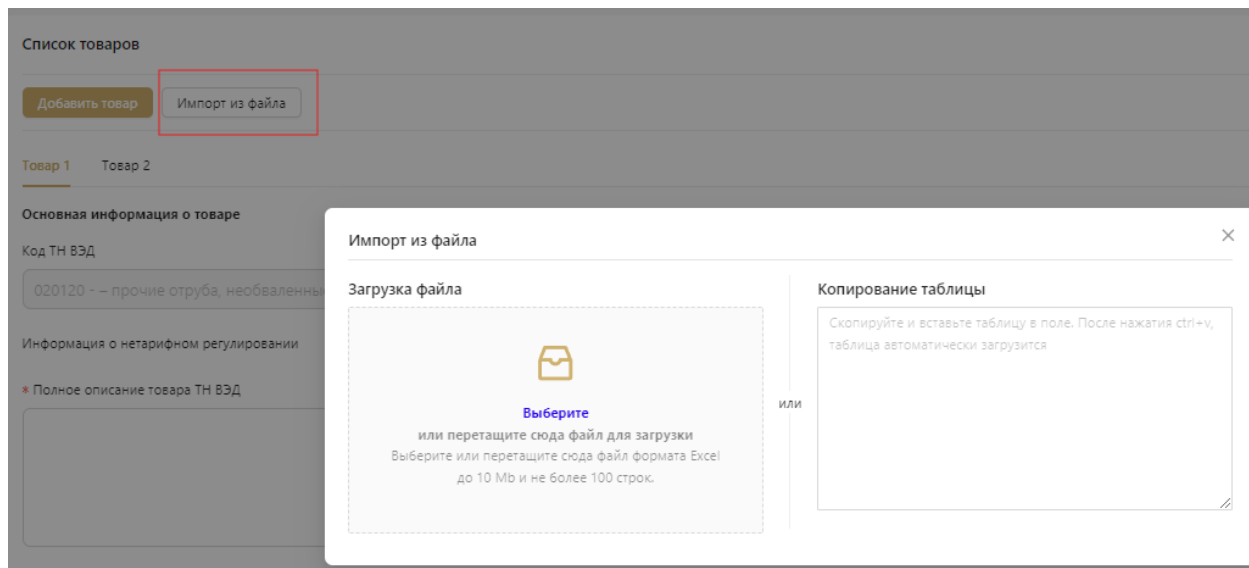 Список товаров
Добавить товар
Импорт из файла
Товар 1
Товар 2
Основная информация о товаре
Код ТН ВЭД
020120 - – прочие отруба, необваленны
Информация о нетарифном регулировании
* Полное описание товара ТН ВЭД
Импорт из файла
Загрузка файла
Выберите
или перетащите сюда файл для загрузки
Выберите или перетащите сюда файл формата Excel
до 10 Mb и не более 100 строк.
или
Копирование таблицы
Скопируйте и вставьте таблицу в поле. После нажатия ctrl+v,
таблица автоматически загрузится